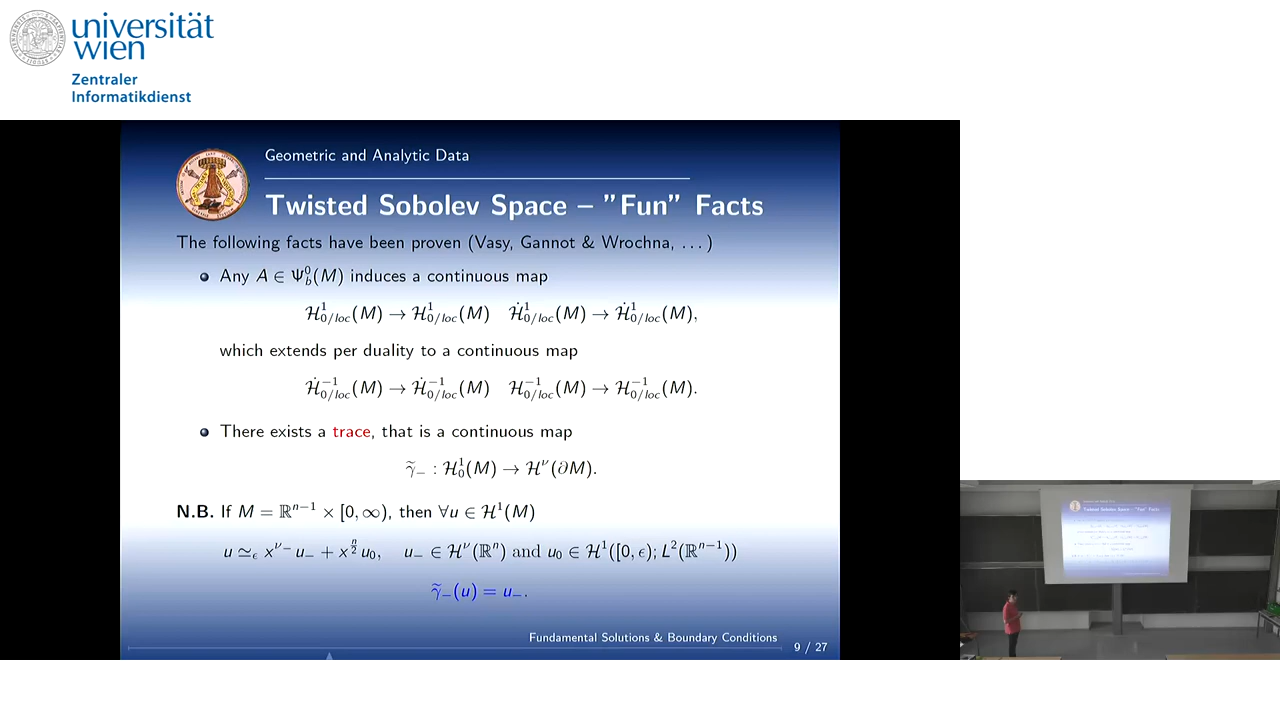 universität
wien
Zentraler
Informatikdienst
Geometric and Analytic Data
Twisted Sobolev Space – "Fun" Facts
The following facts have been proven (Vasy, Gannot & Wrochna, ...)
Any A ∈ Ψ_b^0(M) induces a continuous map
ℋ^1_{0/loc}(M) → ℋ^1_{0/loc}(M)   ℋ̇^1_{0/loc}(M) → ℋ̇^1_{0/loc}(M),
which extends per duality to a continuous map
ℋ̇^{−1}_{0/loc}(M) → ℋ̇^{−1}_{0/loc}(M)   ℋ^{−1}_{0/loc}(M) → ℋ^{−1}_{0/loc}(M).
There exists a trace, that is a continuous map
γ̃_− : ℋ^1_0(M) → ℋ^ν(∂M).
N.B. If M = ℝ^{n−1} × [0, ∞), then ∀u ∈ ℋ^1(M)
u ≃_ϵ x^{ν_−} u_− + x^{n/2} u_0,   u_− ∈ ℋ^ν(ℝ^n) and u_0 ∈ ℋ^1([0, ϵ); L^2(ℝ^{n−1}))
γ̃_−(u) = u_−.
Fundamental Solutions & Boundary Conditions
9 / 27